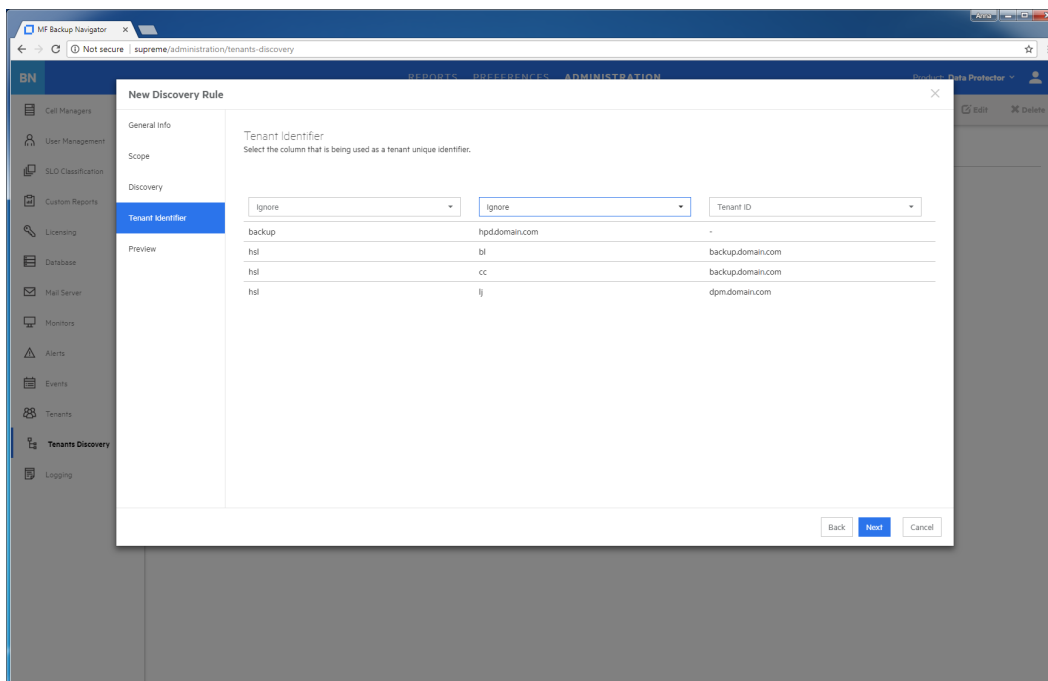 Anna
MF Backup Navigator
Not secure | supreme/administration/tenants-discovery
BN
REPORTS PREFERENCES ADMINISTRATION
Product: Data Protector
Edit Delete
Cell Managers
User Management
SLO Classification
Custom Reports
Licensing
Database
Mail Server
Monitors
Alerts
Events
Tenants
Tenants Discovery
Logging
New Discovery Rule
General Info
Scope
Discovery
Tenant Identifier
Preview
Tenant Identifier
Select the column that is being used as a tenant unique identifier.
Ignore Ignore Tenant ID
backup hpd.domain.com -
hsl bl backup.domain.com
hsl cc backup.domain.com
hsl lj dpm.domain.com
Back Next Cancel